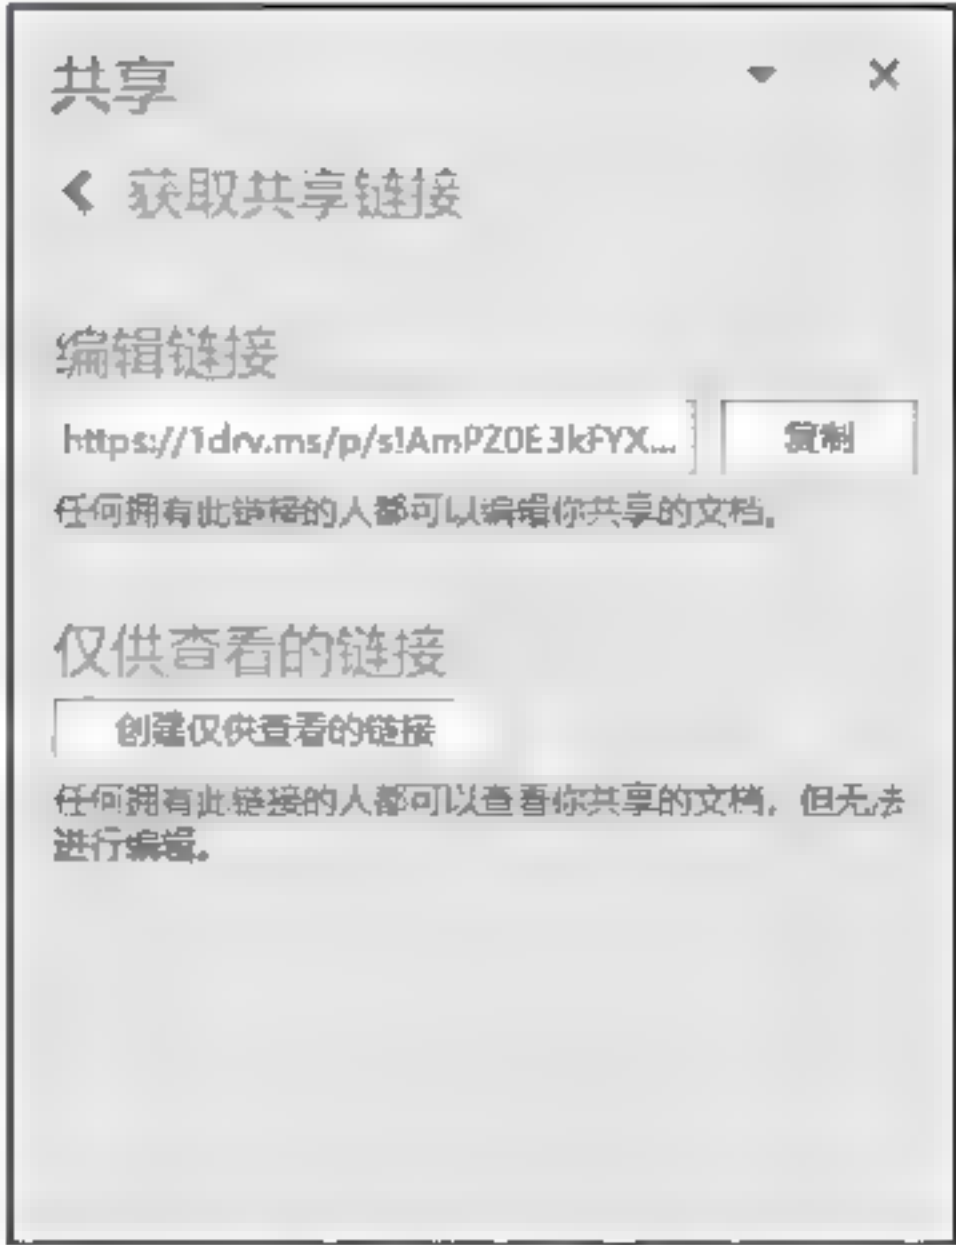 共享
获取共享链接
编辑链接
https://1drv.ms/p/s!AmPZ0E3kFYX...
复制
任何拥有此链接的人都可以编辑你共享的文档。
仅供查看的链接
创建仅供查看的链接
任何拥有此链接的人都可以查看你共享的文档，但无法
进行编辑。